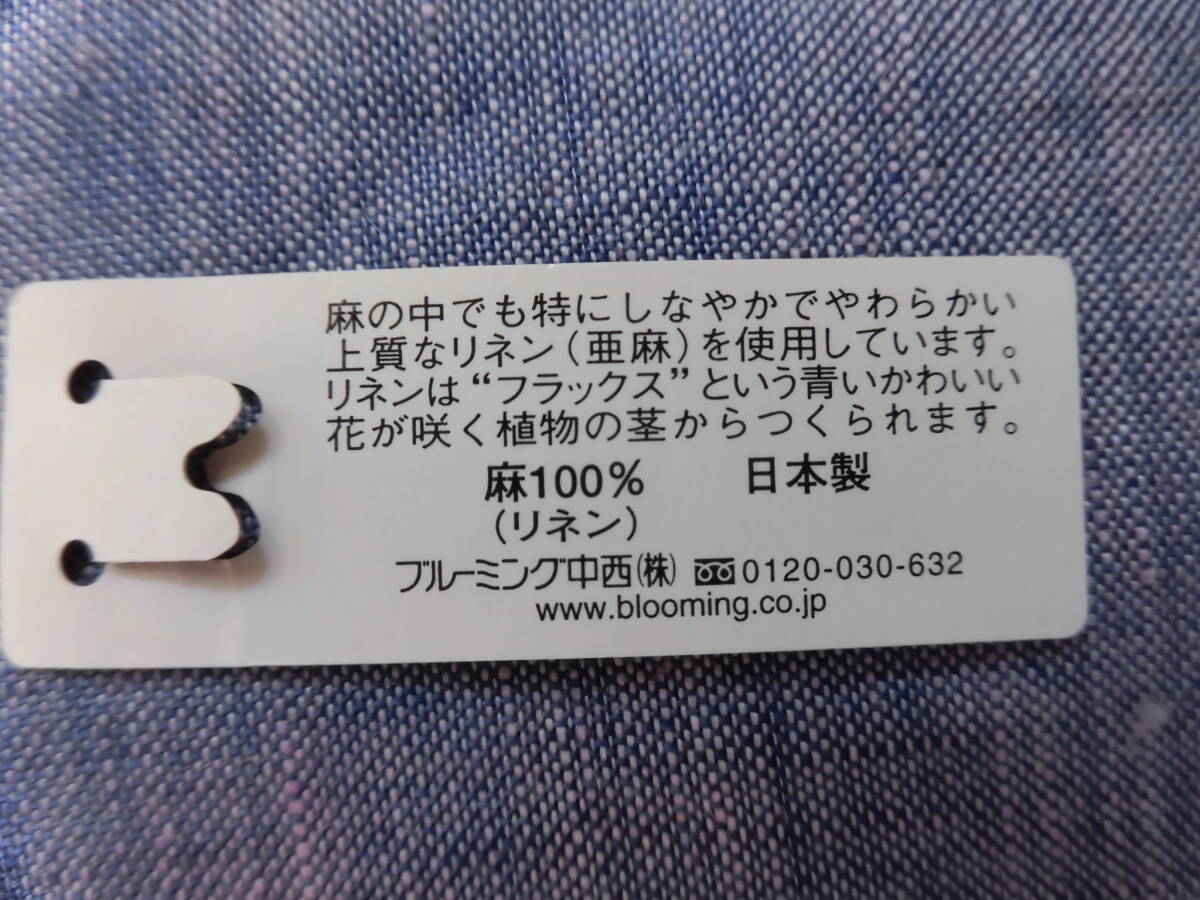 麻の中でも特にしなやかでやわらかい
上質なリネン(亜麻)を使用しています。
リネンは“フラックス”という青いかわいい
花が咲く植物の茎からつくられます。
麻100% 日本製
(リネン)
ブルーミング中西(株) 0120-030-632
www.blooming.co.jp